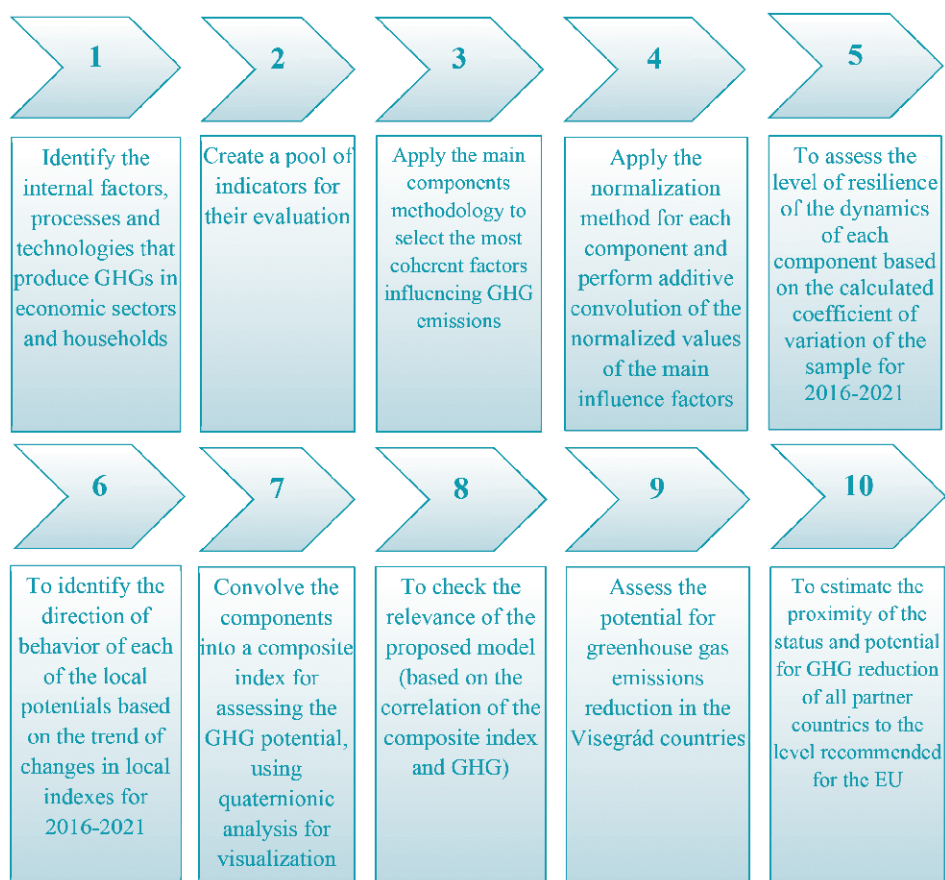 1
Identify the
internal factors,
processes and
technologies that
produce GHGs in
economic sectors
and households
2
Create a pool of
indicators for
their evaluation
3
Apply the main
components
methodology to
select the most
coherent factors
influencing GHG
emissions
4
Apply the
normalization
method for each
component and
perform additive
convolution of the
normalized values
of the main
influence factors
5
To assess the
level of resilience
of the dynamics
of each
component based
on the calculated
coefficient of
variation of the
sample for
2016-2021
6
To identify the
direction of
behavior of each
of the local
potentials based
on the trend of
changes in local
indexes for
2016-2021
7
Convolve the
components
into a composite
index for
assessing the
GHG potential,
using
quaternionic
analysis for
visualization
8
To check the
relevance of the
proposed model
(based on the
correlation of the
composite index
and GHG)
9
Assess the
potential for
greenhouse gas
emissions
reduction in the
Visegrád countries
10
To estimate the
proximity of the
status and potential
for GHG reduction
of all partner
countries to the
level recommended
for the EU